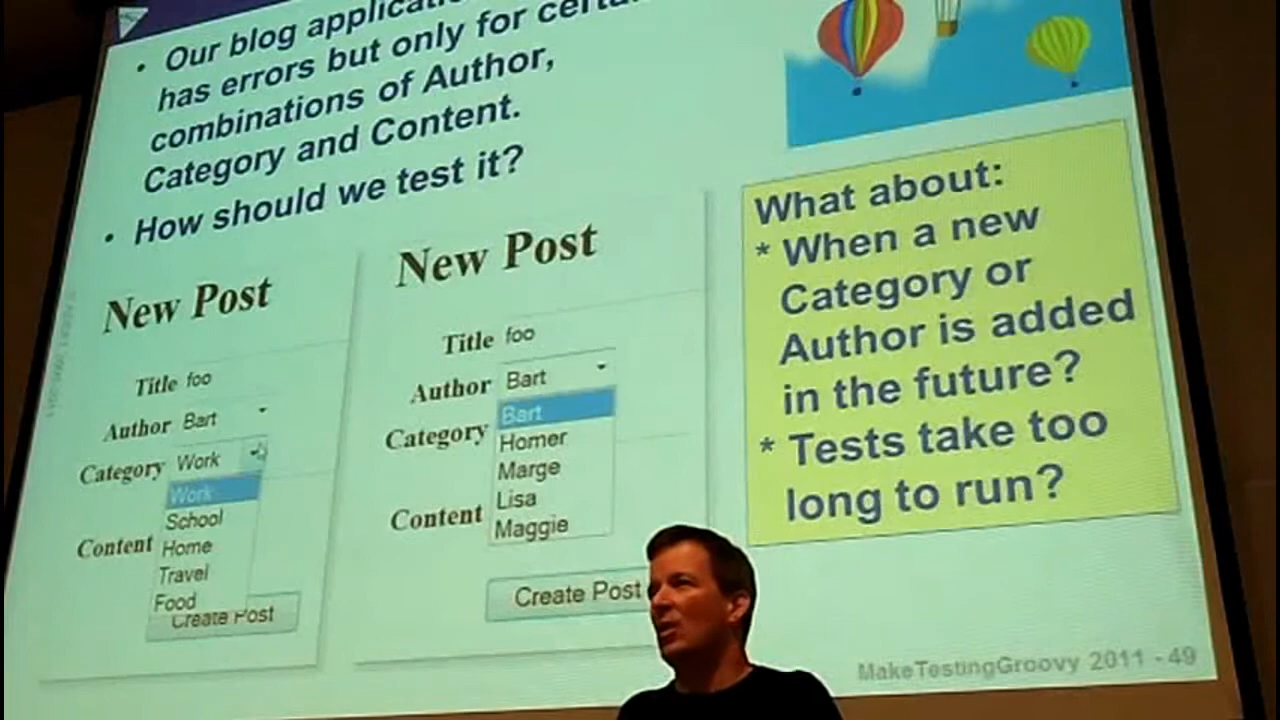 • Our blog
has errors but only for
combinations of Author,
Category and Content.
• How should we test it?
New Post
Title foo
Author Bart
Category Work
Work
School
Home
Content
Travel
Food
Create Post
New Post
Title foo
Author Bart
Bart
Category
Homer
Marge
Lisa
Content
Maggie
Create Post
What about:
* When a new
Category or
Author is added
in the future?
* Tests take too
long to run?
MakeTestingGroovy 2011 - 49